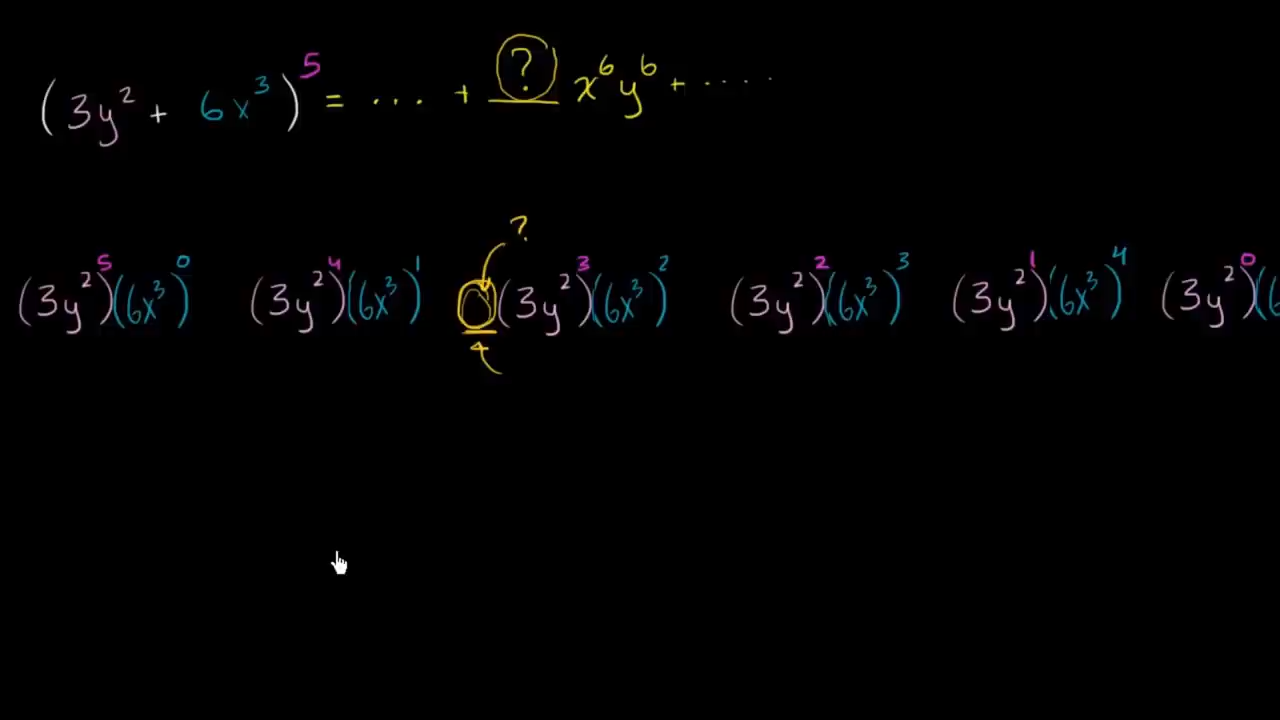 (3y² + 6x³)⁵ = ... + ? x⁶y⁶ + ....
?
(3y²)⁵(6x³)⁰ (3y²)⁴(6x³)¹ (3y²)³(6x³)² (3y²)²(6x³)³ (3y²)¹(6x³)⁴ (3y²)⁰(6